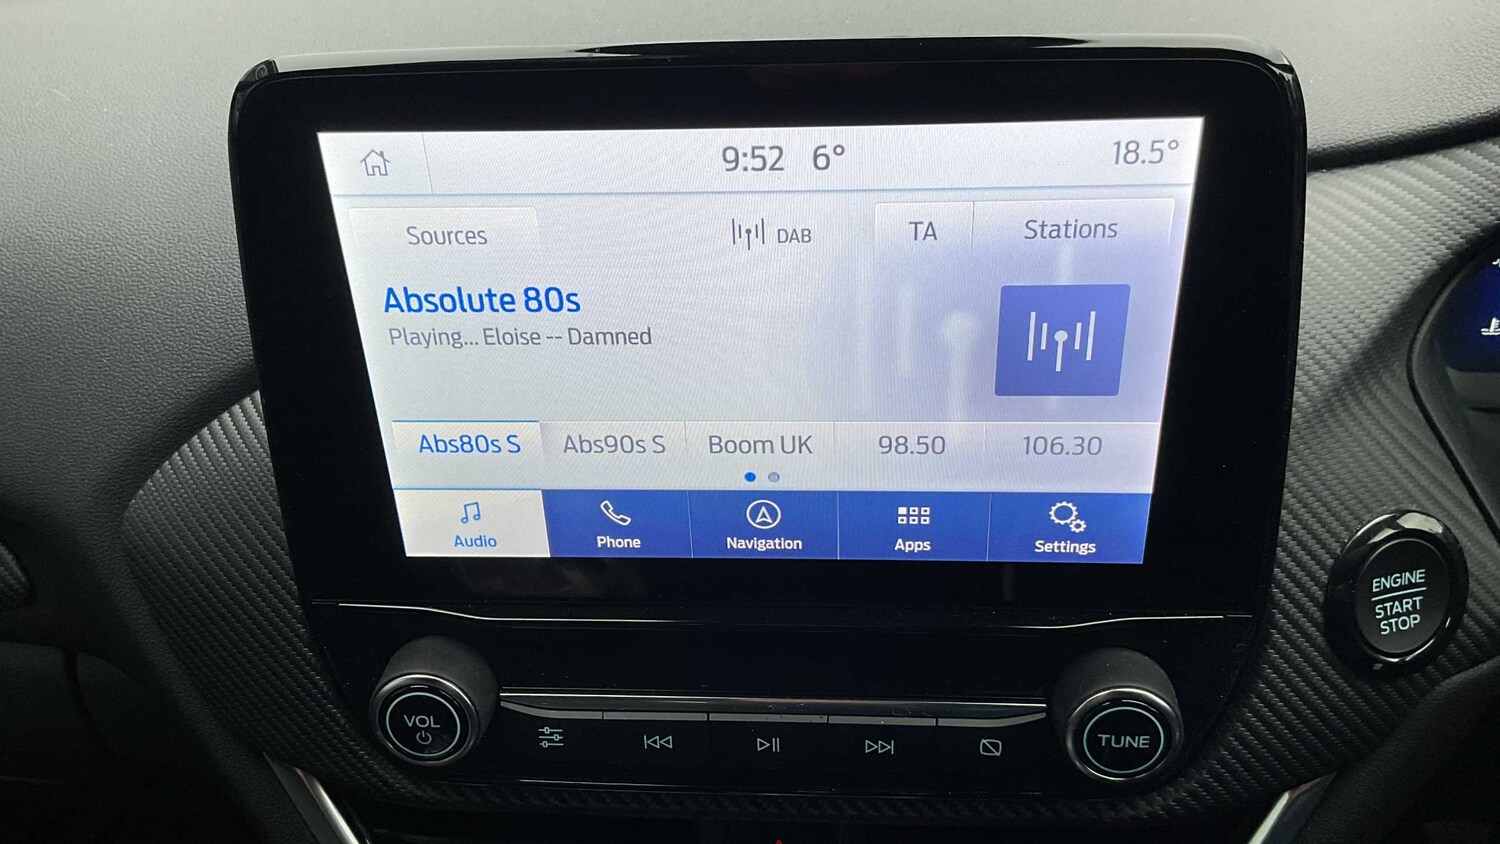 9:52 6° 18.5°
Sources DAB TA Stations
Absolute 80s
Playing... Eloise -- Damned
Abs80s S Abs90s S Boom UK 98.50 106.30
Audio Phone Navigation Apps Settings
ENGINE
START
STOP
VOL
TUNE